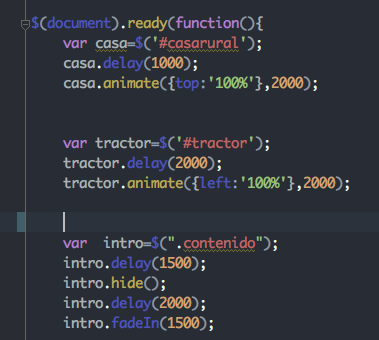 $(document).ready(function(){
var casa=$('#casarural');
casa.delay(1000);
casa.animate({top:'100%'},2000);
var tractor=$('#tractor');
tractor.delay(2000);
tractor.animate({left:'100%'},2000);
var  intro=$(".contenido");
intro.delay(1500);
intro.hide();
intro.delay(2000);
intro.fadeIn(1500);